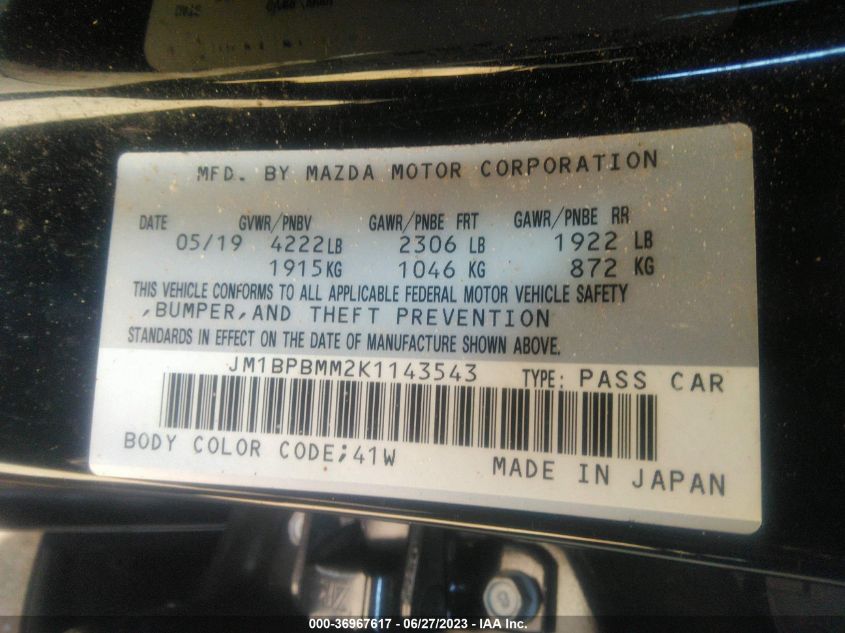 MFD. BY MAZDA MOTOR CORPORATION
DATE GVWR/PNBV GAWR/PNBE FRT GAWR/PNBE RR
05/19 4222LB 2306 LB 1922 LB
1915KG 1046 KG 872 KG
THIS VEHICLE CONFORMS TO ALL APPLICABLE FEDERAL MOTOR VEHICLE SAFETY
,BUMPER,AND THEFT PREVENTION
STANDARDS IN EFFECT ON THE DATE OF MANUFACTURE SHOWN ABOVE.
JM1BPBMM2K1143543 TYPE: PASS CAR
BODY COLOR CODE;41W
MADE IN JAPAN
000-36967617 - 06/27/2023 - IAA Inc.